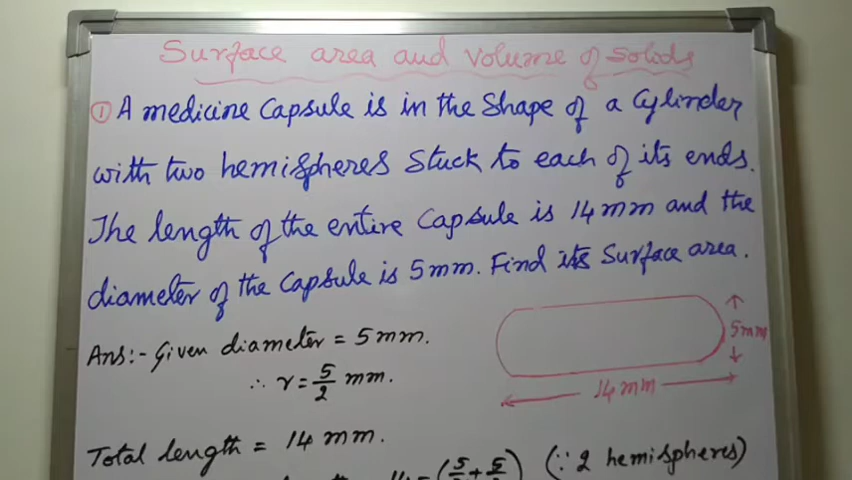 Surface area and volume of solids
① A medicine capsule is in the shape of a cylinder
with two hemispheres stuck to each of its ends.
The length of the entire capsule is 14 mm and the
diameter of the capsule is 5mm. Find its surface area.
5mm
14 mm
Ans:- Given diameter = 5 mm.
∴ r = 5/2 mm.
Total length = 14 mm.
(∵ 2 hemispheres)